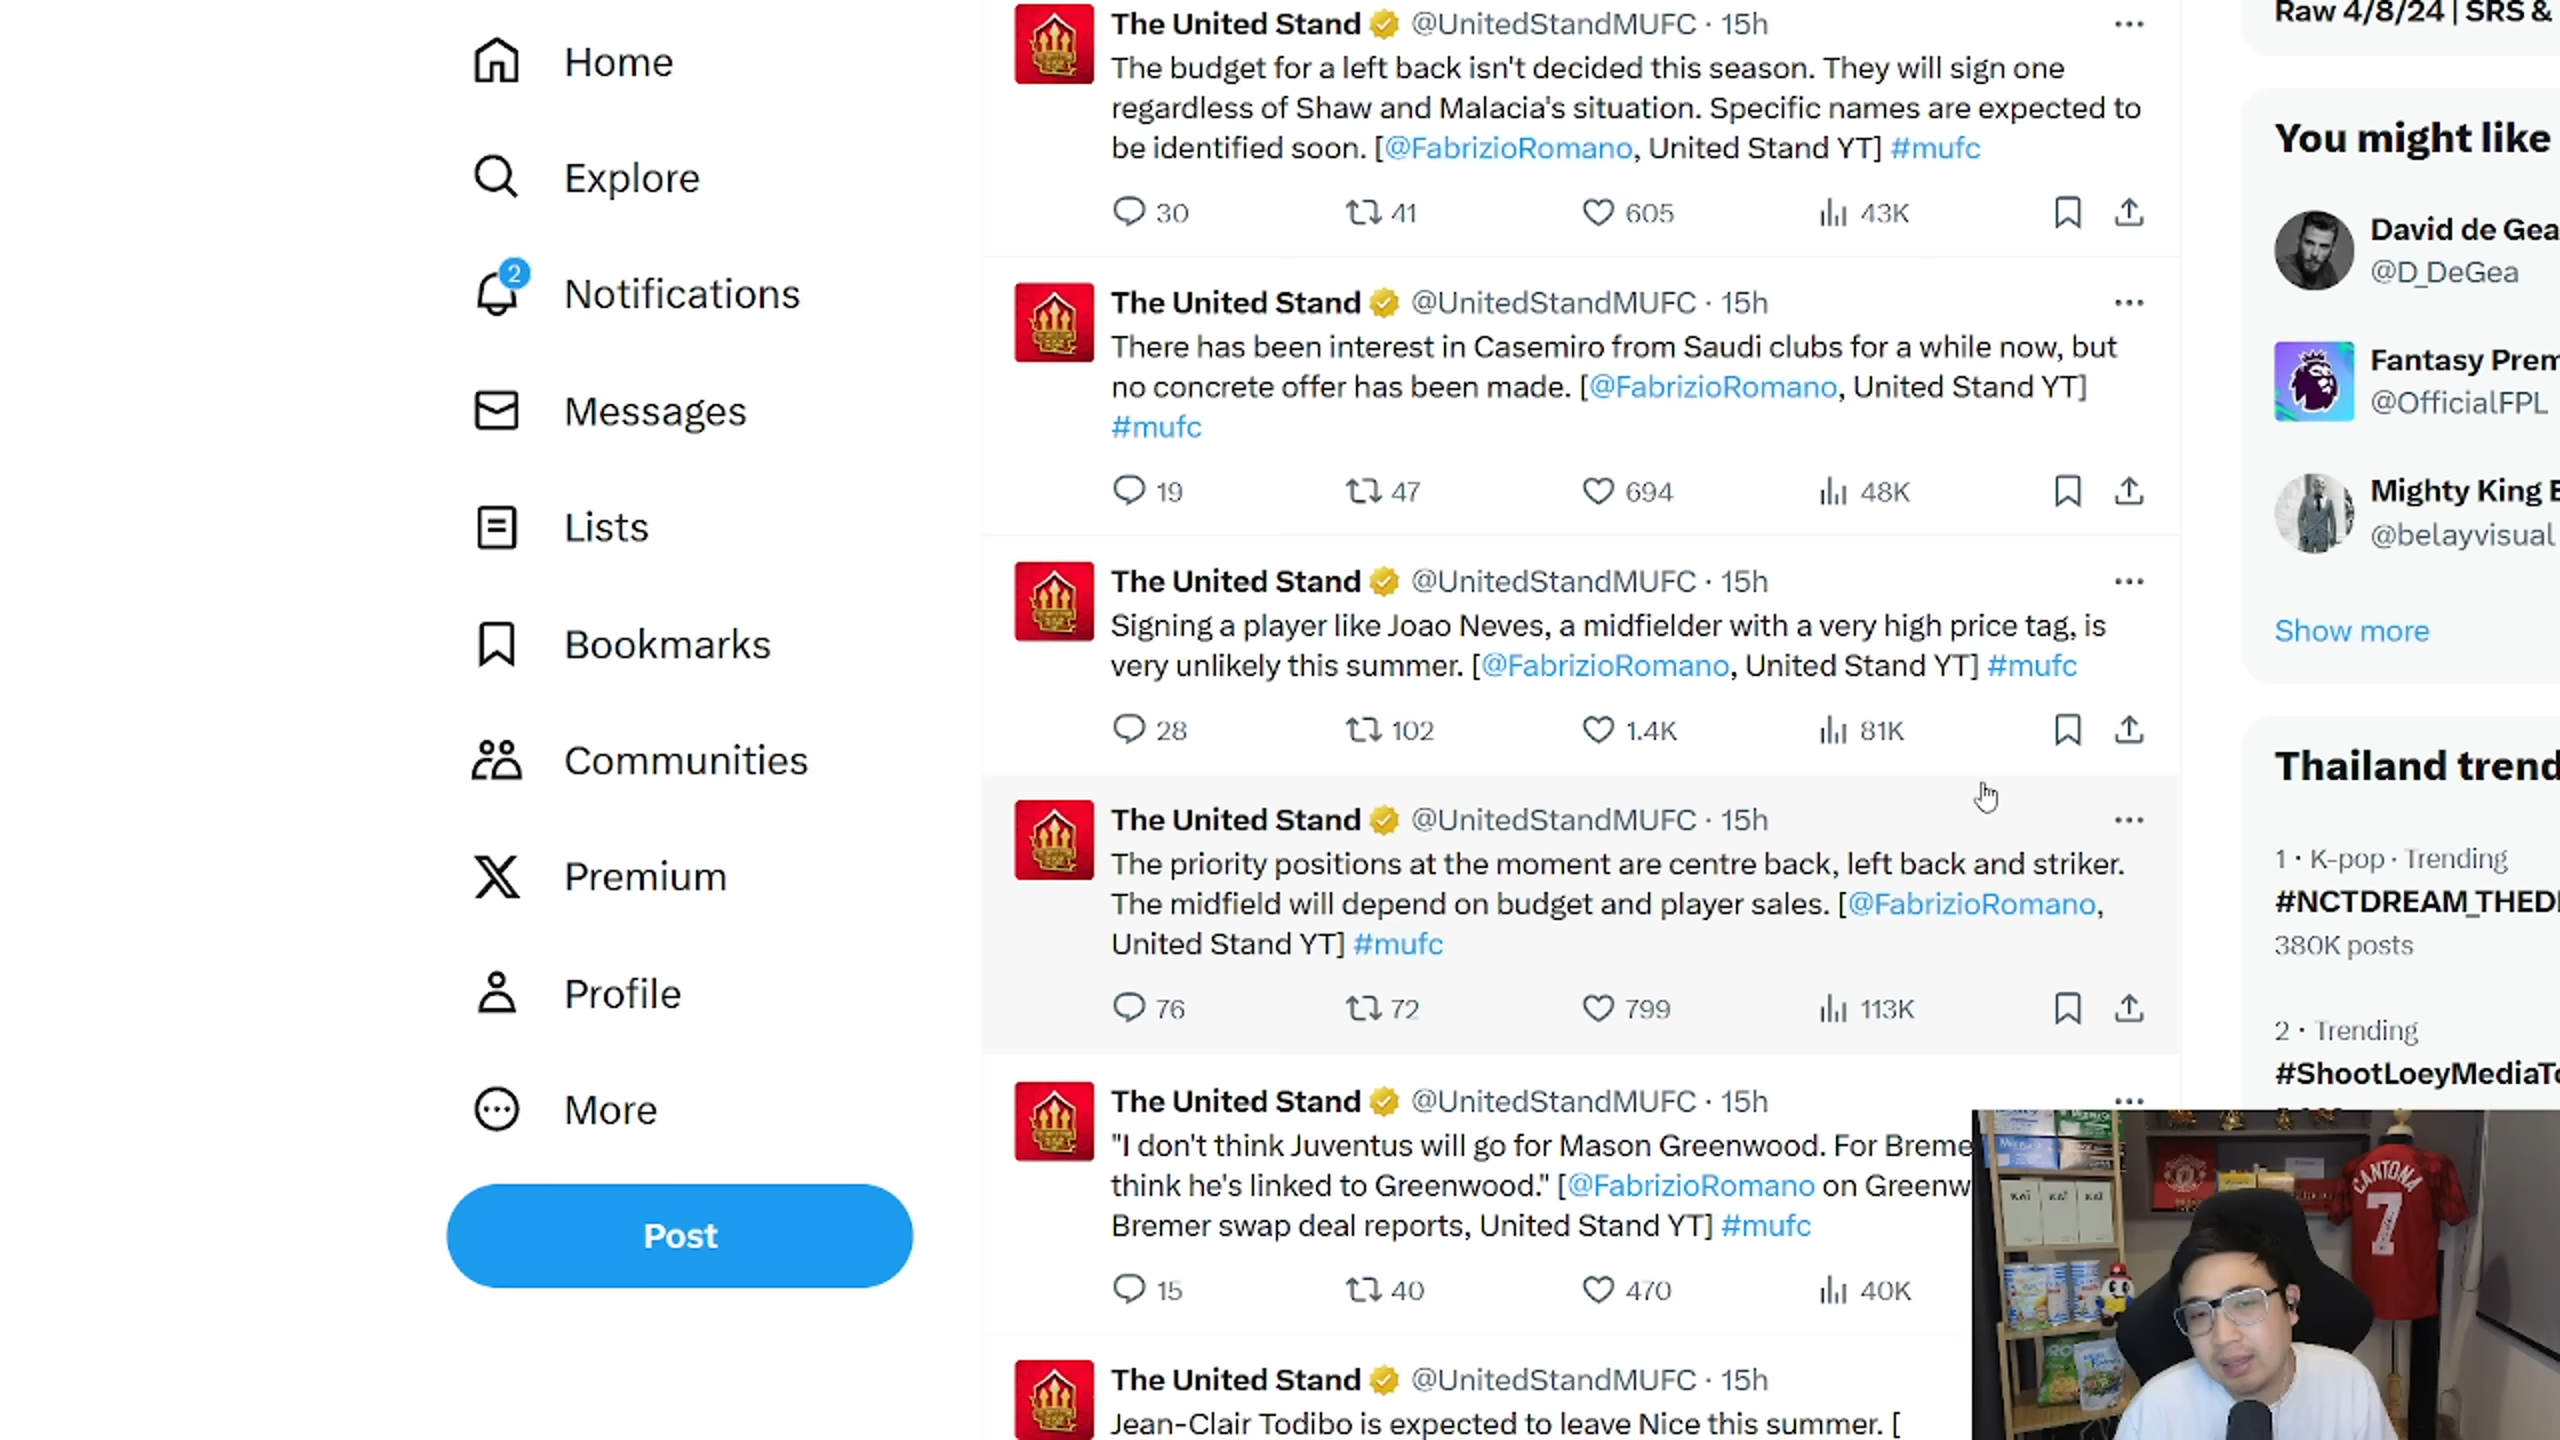 Home
Explore
2
Notifications
Messages
Lists
Bookmarks
Communities
Premium
Profile
More
Post
The United Stand @UnitedStandMUFC · 15h
The budget for a left back isn't decided this season. They will sign one
regardless of Shaw and Malacia's situation. Specific names are expected to
be identified soon. [@FabrizioRomano, United Stand YT] #mufc
30 41 605 43K
The United Stand @UnitedStandMUFC · 15h
There has been interest in Casemiro from Saudi clubs for a while now, but
no concrete offer has been made. [@FabrizioRomano, United Stand YT]
#mufc
19 47 694 48K
The United Stand @UnitedStandMUFC · 15h
Signing a player like Joao Neves, a midfielder with a very high price tag, is
very unlikely this summer. [@FabrizioRomano, United Stand YT] #mufc
28 102 1.4K 81K
The United Stand @UnitedStandMUFC · 15h
The priority positions at the moment are centre back, left back and striker.
The midfield will depend on budget and player sales. [@FabrizioRomano,
United Stand YT] #mufc
76 72 799 113K
The United Stand @UnitedStandMUFC · 15h
"I don't think Juventus will go for Mason Greenwood. For Breme
think he's linked to Greenwood." [@FabrizioRomano on Greenw
Bremer swap deal reports, United Stand YT] #mufc
15 40 470 40K
The United Stand @UnitedStandMUFC · 15h
Jean-Clair Todibo is expected to leave Nice this summer. [
Raw 4/8/24 | SRS &
You might like
David de Gea
@D_DeGea
Fantasy Prem
@OfficialFPL
Mighty King E
@belayvisual
Show more
Thailand trend
1 · K-pop · Trending
#NCTDREAM_THED
380K posts
2 · Trending
#ShootLoeyMediaTo
CANTONA
7